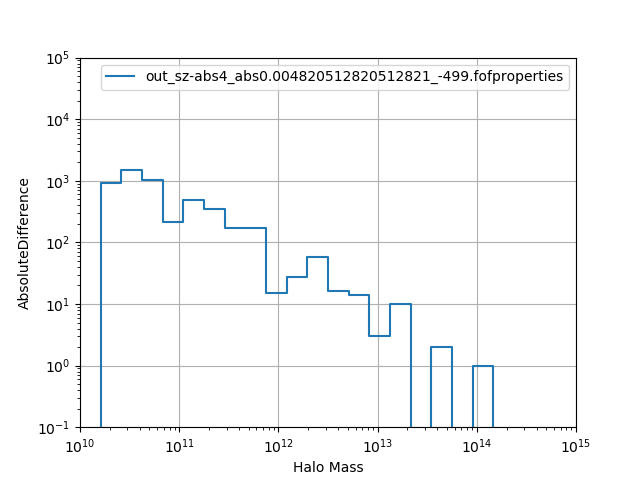 out_sz-abs4_abs0.004820512820512821_-499.fofproperties
10^5
10^4
10^3
10^2
10^1
10^0
10^-1
AbsoluteDifference
10^10 10^11 10^12 10^13 10^14 10^15
Halo Mass